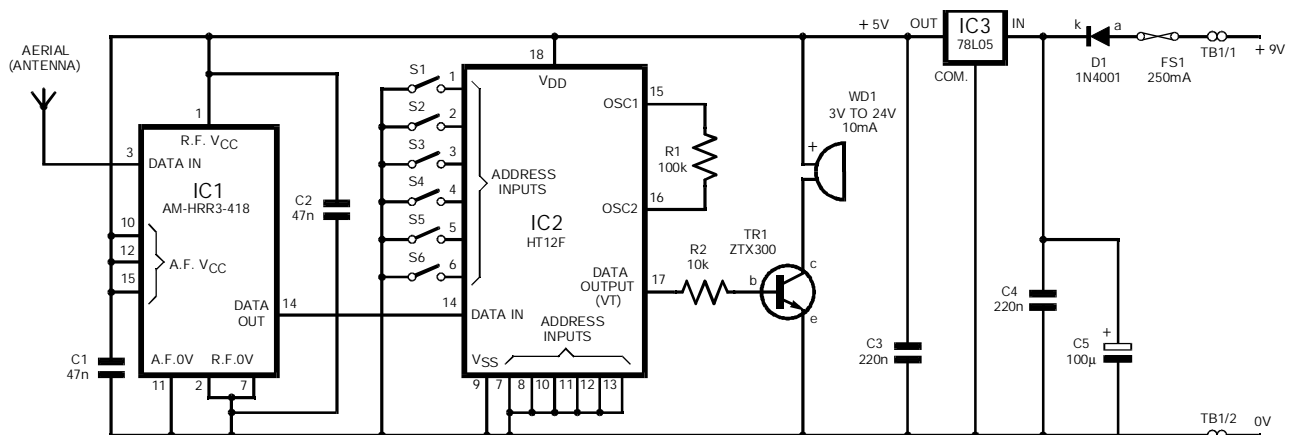 AERIAL
(ANTENNA)
1
R.F. VCC
3
DATA IN
IC1
AM-HRR3-418
10
12
15
A.F. VCC
DATA
OUT
14
A.F.0V
R.F.0V
11
2
7
C1
47n
C2
47n
S1
S2
S3
S4
S5
S6
1
2
3
4
5
6
ADDRESS
INPUTS
18
VDD
IC2
HT12F
14
DATA IN
VSS
ADDRESS
INPUTS
9
7
8
10
11
12
13
OSC1
15
R1
100k
OSC2
16
DATA
OUTPUT
(VT)
17
R2
10k
TR1
ZTX300
b
c
e
WD1
3V TO 24V
10mA
+
+ 5V
OUT
IC3
78L05
IN
COM.
C3
220n
C4
220n
C5
100µ
+
k
a
D1
1N4001
FS1
250mA
TB1/1
+ 9V
TB1/2
0V